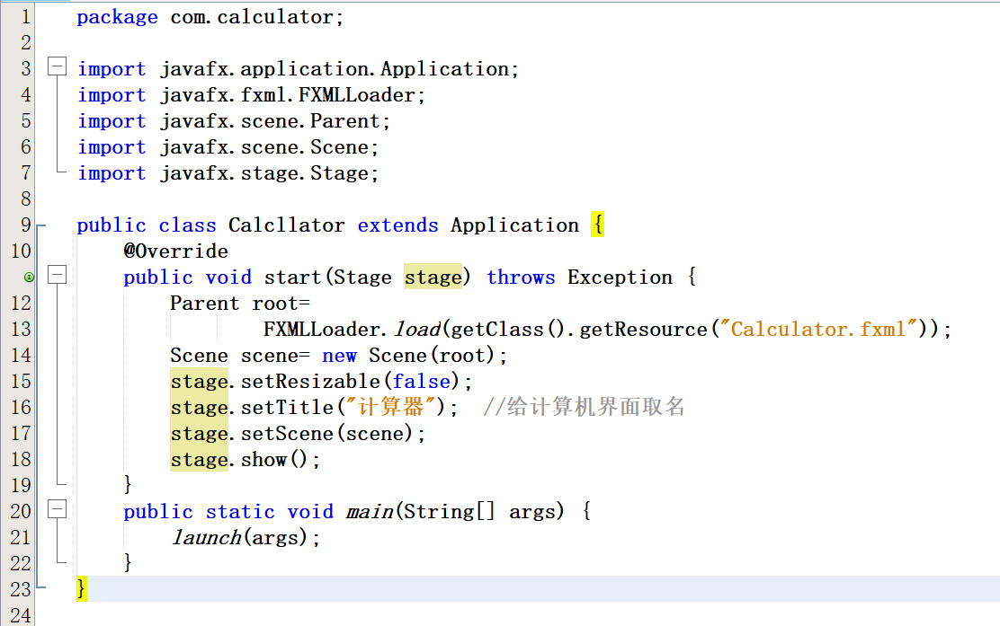 1 package com.calculator;
2
3 import javafx.application.Application;
4 import javafx.fxml.FXMLLoader;
5 import javafx.scene.Parent;
6 import javafx.scene.Scene;
7 import javafx.stage.Stage;
8
9 public class Calcllator extends Application {
10 @Override
public void start(Stage stage) throws Exception {
12 Parent root=
13 FXMLLoader.load(getClass().getResource("Calculator.fxml"));
14 Scene scene= new Scene(root);
15 stage.setResizable(false);
16 stage.setTitle("计算器"); //给计算机界面取名
17 stage.setScene(scene);
18 stage.show();
19 }
20 public static void main(String[] args) {
21 launch(args);
22 }
23 }
24